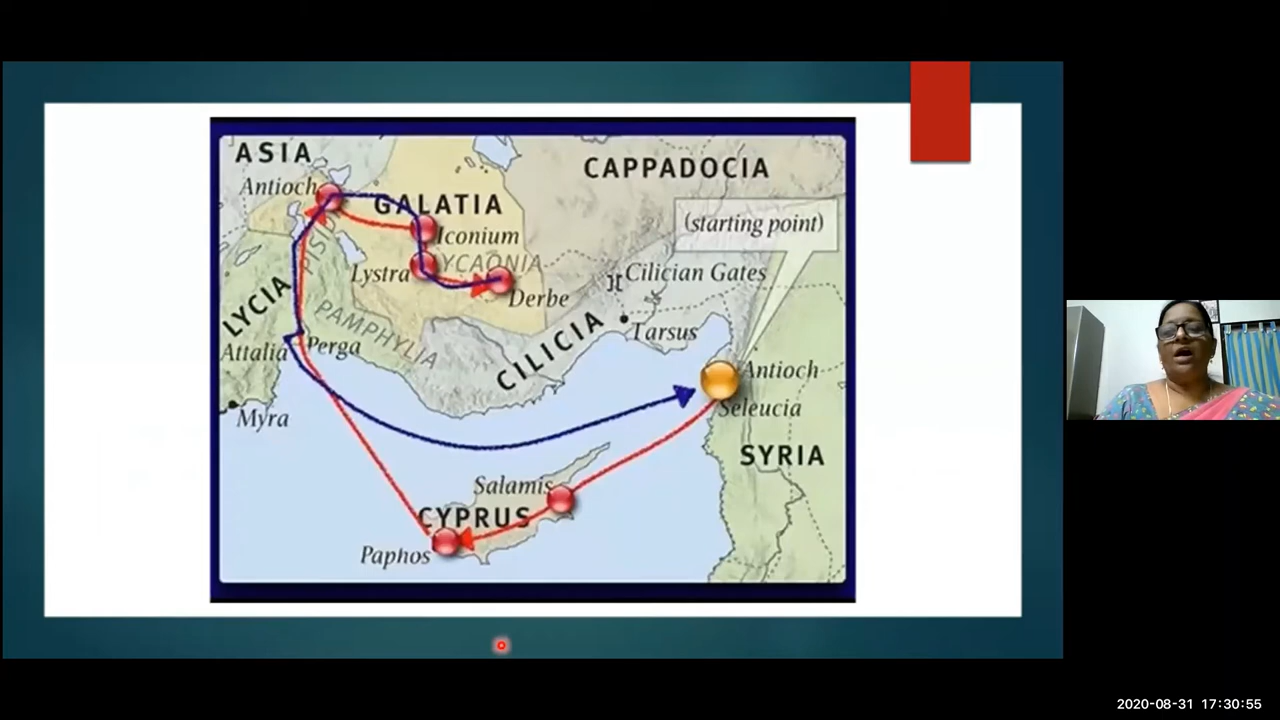 ASIA
CAPPADOCIA
Antioch
GALATIA
(starting point)
Iconium
LYCAONIA
Lystra
Cilician Gates
Derbe
LYCIA
PAMPHYLIA
CILICIA
Tarsus
Attalia
Perga
Antioch
Seleucia
Myra
SYRIA
Salamis
CYPRUS
Paphos
2020-08-31 17:30:55